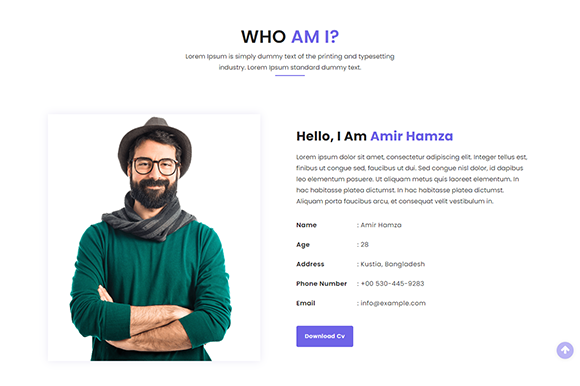 WHO AM I?
Lorem Ipsum is simply dummy text of the printing and typesetting
industry. Lorem Ipsum standard dummy text.
Hello, I Am Amir Hamza
Lorem ipsum dolor sit amet, consectetur adipiscing elit. Integer tellus est,
finibus ut congue sed, faucibus ut dui. Sed congue nisl dolor, id dapibus
leo elementum posuere. Ut aliquam metus quis laoreet elementum. In
hac habitasse platea dictumst. In hac habitasse platea dictumst.
Aliquam porta faucibus arcu, et consequat velit vestibulum in.
Name : Amir Hamza
Age : 28
Address : Kustia, Bangladesh
Phone Number : +00 530-445-9283
Email : info@example.com
Download Cv